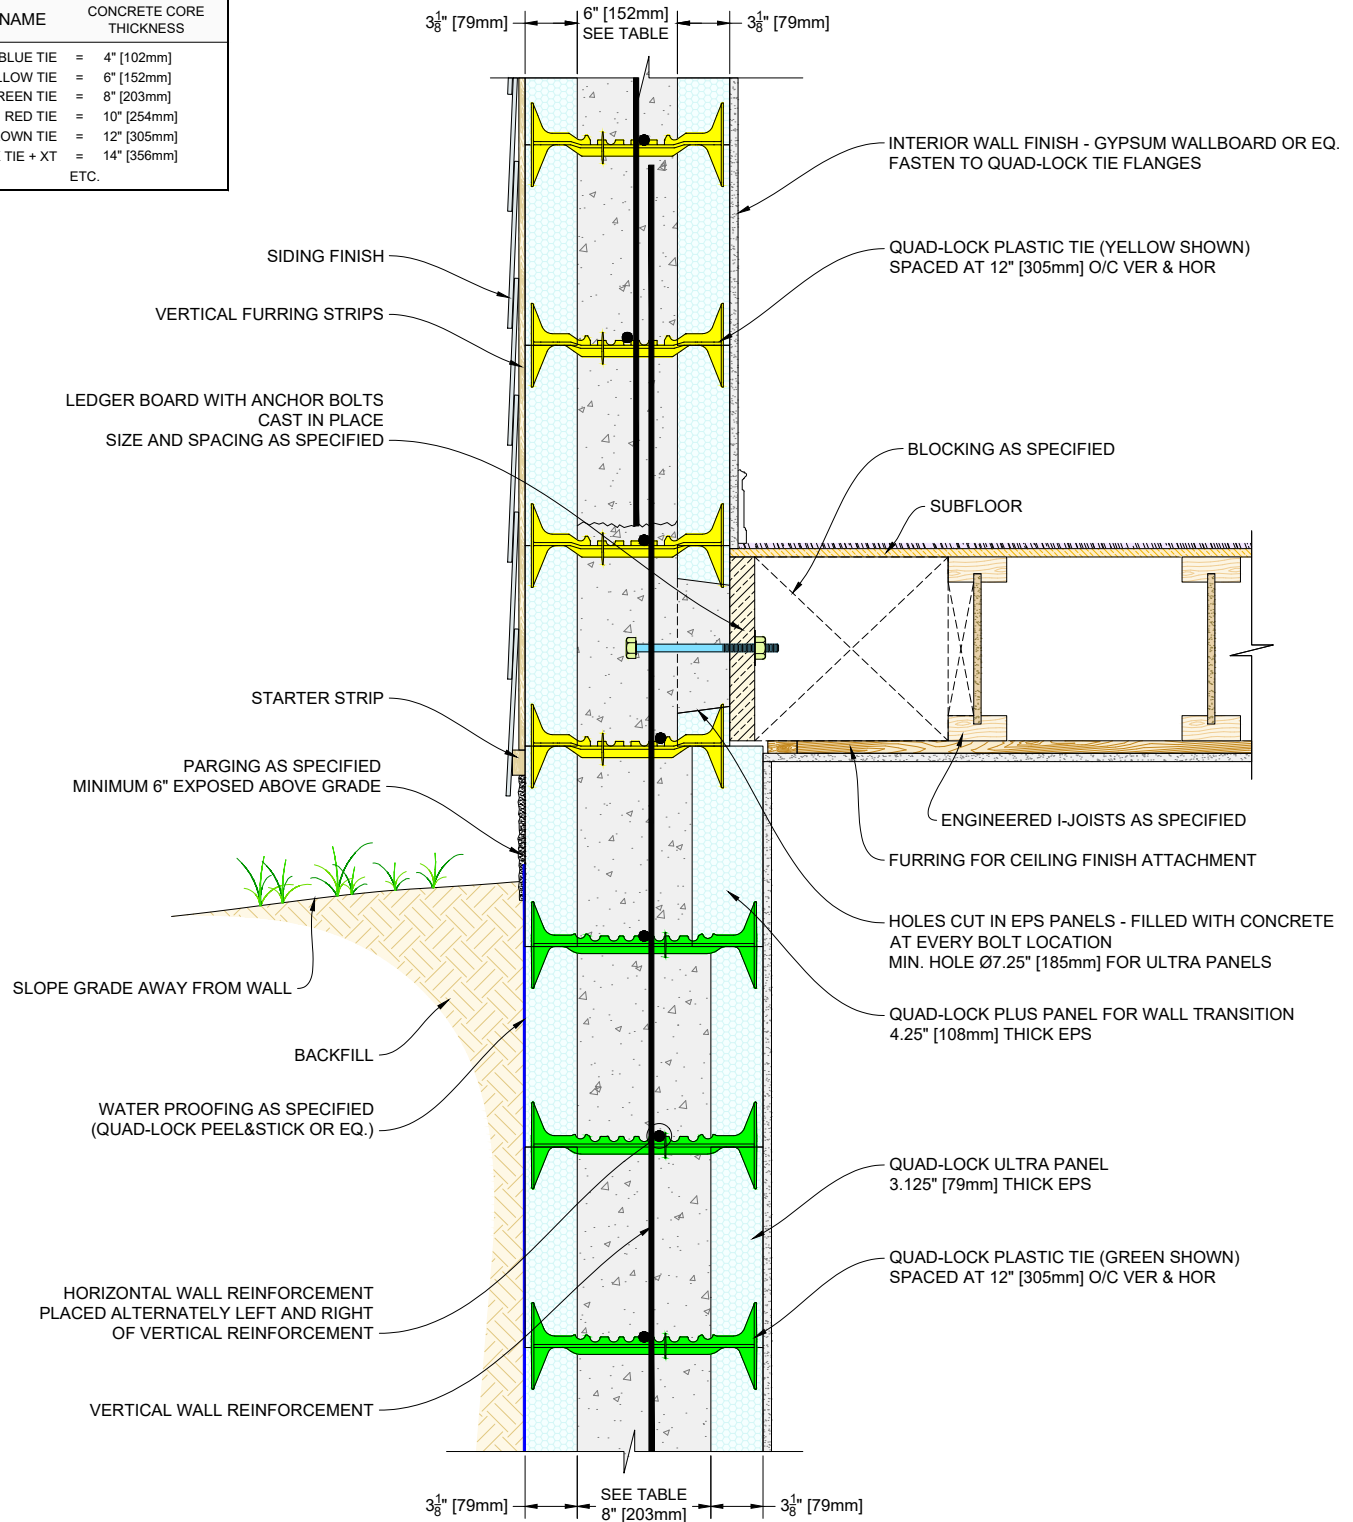 NAME
CONCRETE CORE
THICKNESS
BLUE TIE = 4" [102mm]
LLOW TIE = 6" [152mm]
REEN TIE = 8" [203mm]
RED TIE = 10" [254mm]
OWN TIE = 12" [305mm]
TIE + XT = 14" [356mm]
ETC.
3 1/8" [79mm]
6" [152mm]
SEE TABLE
3 1/8" [79mm]
INTERIOR WALL FINISH - GYPSUM WALLBOARD OR EQ.
FASTEN TO QUAD-LOCK TIE FLANGES
SIDING FINISH
QUAD-LOCK PLASTIC TIE (YELLOW SHOWN)
SPACED AT 12" [305mm] O/C VER & HOR
VERTICAL FURRING STRIPS
LEDGER BOARD WITH ANCHOR BOLTS
CAST IN PLACE
SIZE AND SPACING AS SPECIFIED
BLOCKING AS SPECIFIED
SUBFLOOR
STARTER STRIP
PARGING AS SPECIFIED
MINIMUM 6" EXPOSED ABOVE GRADE
ENGINEERED I-JOISTS AS SPECIFIED
FURRING FOR CEILING FINISH ATTACHMENT
HOLES CUT IN EPS PANELS - FILLED WITH CONCRETE
AT EVERY BOLT LOCATION
MIN. HOLE Ø7.25" [185mm] FOR ULTRA PANELS
SLOPE GRADE AWAY FROM WALL
QUAD-LOCK PLUS PANEL FOR WALL TRANSITION
4.25" [108mm] THICK EPS
BACKFILL
WATER PROOFING AS SPECIFIED
(QUAD-LOCK PEEL&STICK OR EQ.)
QUAD-LOCK ULTRA PANEL
3.125" [79mm] THICK EPS
QUAD-LOCK PLASTIC TIE (GREEN SHOWN)
SPACED AT 12" [305mm] O/C VER & HOR
HORIZONTAL WALL REINFORCEMENT
PLACED ALTERNATELY LEFT AND RIGHT
OF VERTICAL REINFORCEMENT
VERTICAL WALL REINFORCEMENT
3 1/8" [79mm]
SEE TABLE
8" [203mm]
3 1/8" [79mm]